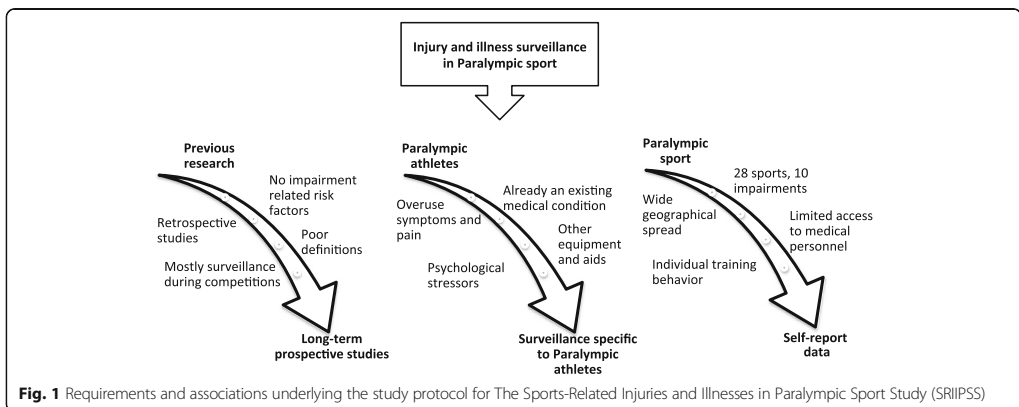 Injury and illness surveillance
in Paralympic sport
Previous
research
No impairment
related risk
factors
Retrospective
studies
Poor
definitions
Mostly surveillance
during competitions
Long-term
prospective studies
Paralympic
athletes
Already an existing
medical condition
Overuse
symptoms and
pain
Other
equipment
and aids
Psychological
stressors
Surveillance specific
to Paralympic
athletes
Paralympic
sport
28 sports, 10
impairments
Wide
geographical
spread
Limited access
to medical
personnel
Individual training
behavior
Self-report
data
Fig. 1 Requirements and associations underlying the study protocol for The Sports-Related Injuries and Illnesses in Paralympic Sport Study (SRIIPSS)